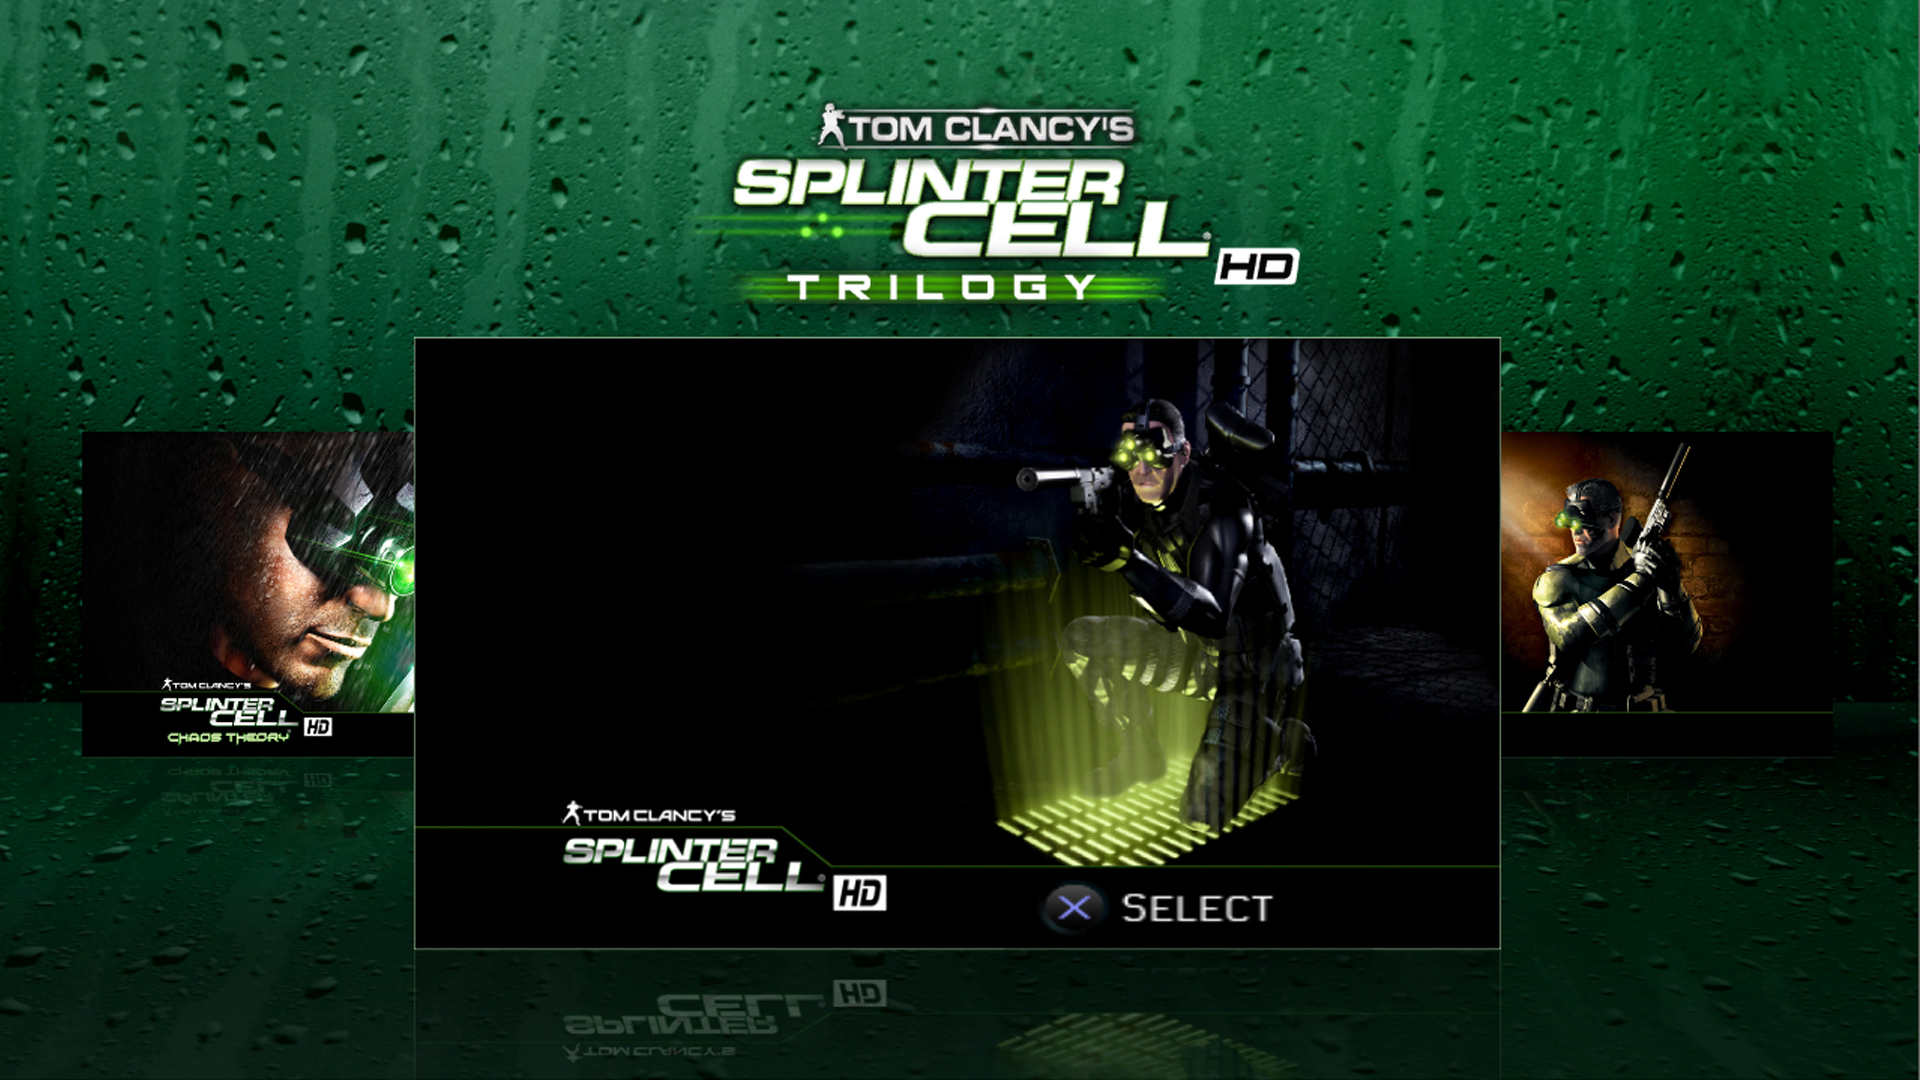 TOM CLANCY'S
SPLINTER
CELL
HD
TRILOGY
TOM CLANCY'S
SPLINTER
CELL
HD
CHAOS THEORY
TOM CLANCY'S
SPLINTER
CELL
HD
SELECT